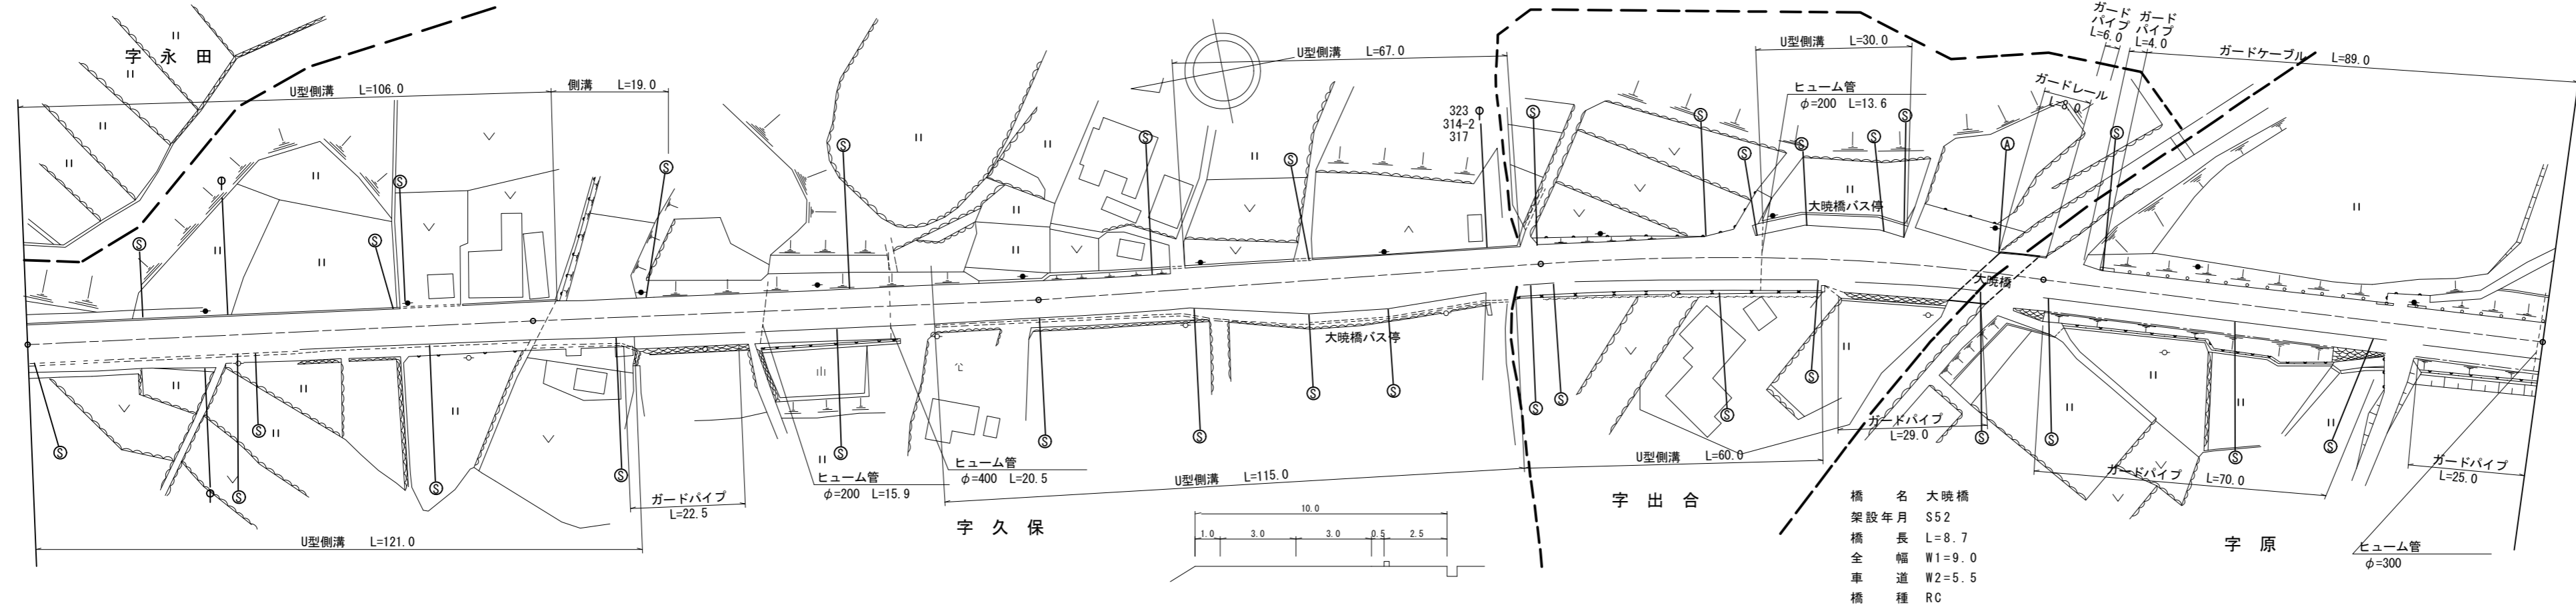 字 永 田
U型側溝 L=106.0
側溝 L=19.0
U型側溝 L=67.0
323
314-2
317
U型側溝 L=30.0
ヒューム管
φ=200 L=13.6
ガード
パイプ
L=6.0
ガード
パイプ
L=4.0
ガードケーブル L=89.0
ガードレール
L=8.0
大暁橋バス停
大暁橋
大暁橋バス停
U型側溝 L=121.0
ガードパイプ
L=22.5
ヒューム管
φ=200 L=15.9
ヒューム管
φ=400 L=20.5
U型側溝 L=115.0
字 久 保
10.0
1.0 3.0 3.0 0.5 2.5
U型側溝 L=60.0
字 出 合
ガードパイプ
L=29.0
ガードパイプ L=70.0
ガードパイプ
L=25.0
字 原
ヒューム管
φ=300
橋 名 大暁橋
架設年月 S52
橋 長 L=8.7
全 幅 W1=9.0
車 道 W2=5.5
橋 種 RC